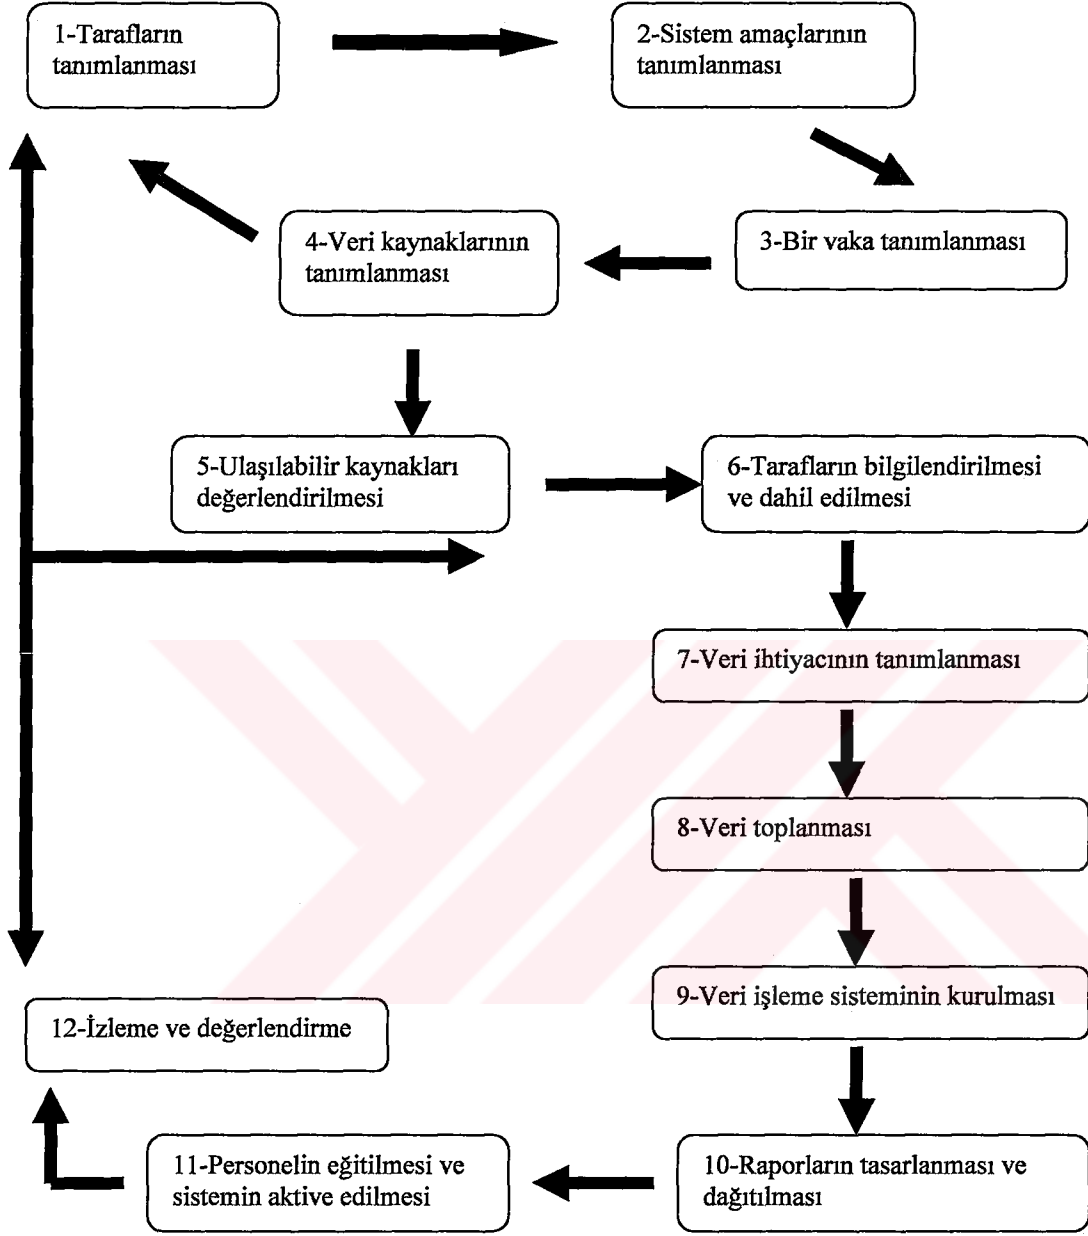 1-Tarafların
tanımlanması
2-Sistem amaçlarının
tanımlanması
3-Bir vaka tanımlanması
4-Veri kaynaklarının
tanımlanması
5-Ulaşılabilir kaynakları
değerlendirilmesi
6-Tarafların bilgilendirilmesi
ve dahil edilmesi
7-Veri ihtiyacının tanımlanması
8-Veri toplanması
9-Veri işleme sisteminin kurulması
10-Raporların tasarlanması ve
dağıtılması
11-Personelin eğitilmesi ve
sistemin aktive edilmesi
12-İzleme ve değerlendirme